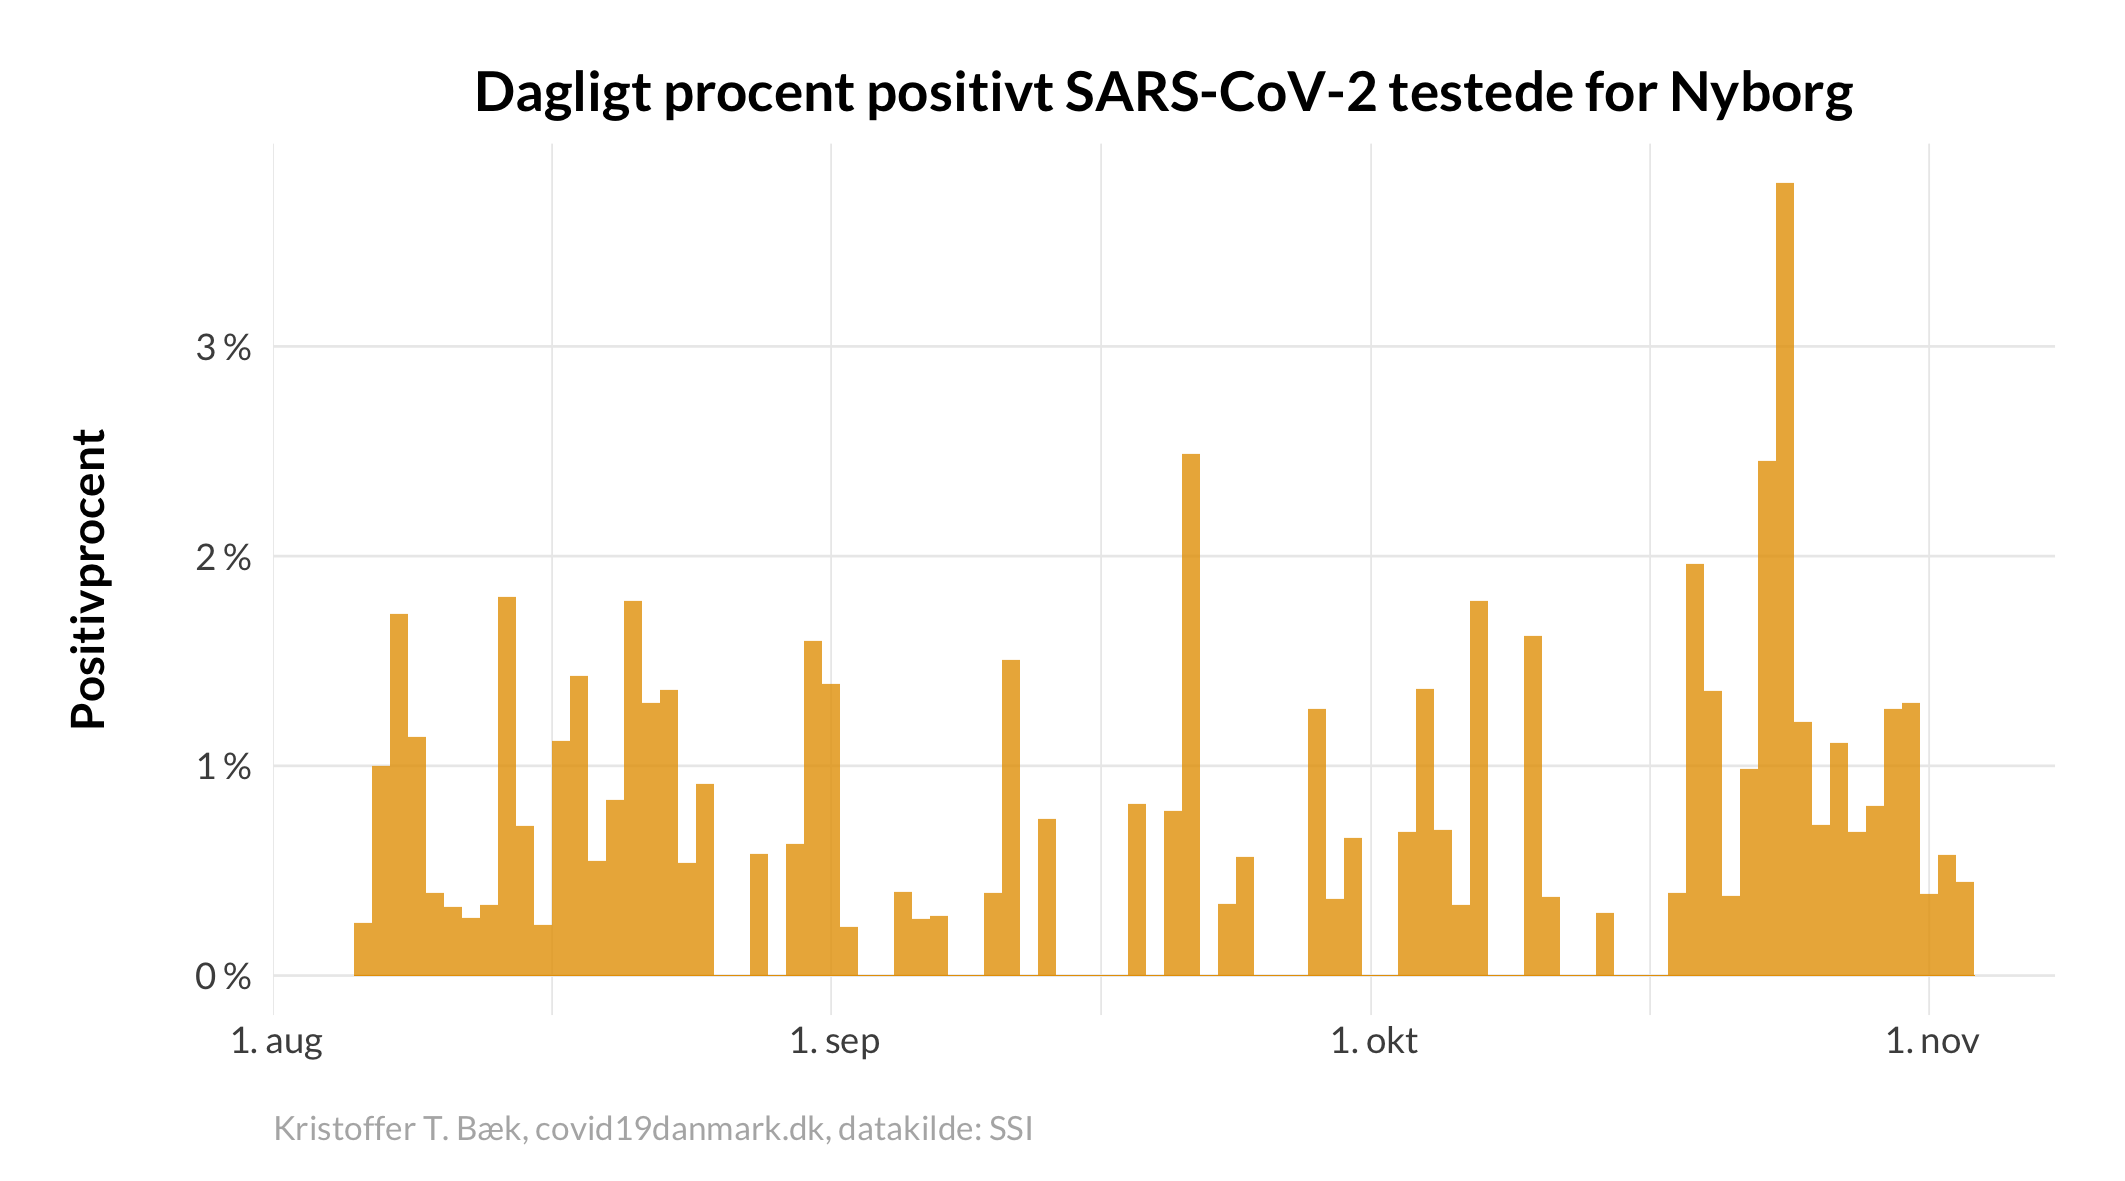 Dagligt procent positivt SARS-CoV-2 testede for Nyborg
Positivprocent
3 %
2 %
1 %
0 %
1. aug
1. sep
1. okt
1. nov
Kristoffer T. Bæk, covid19danmark.dk, datakilde: SSI